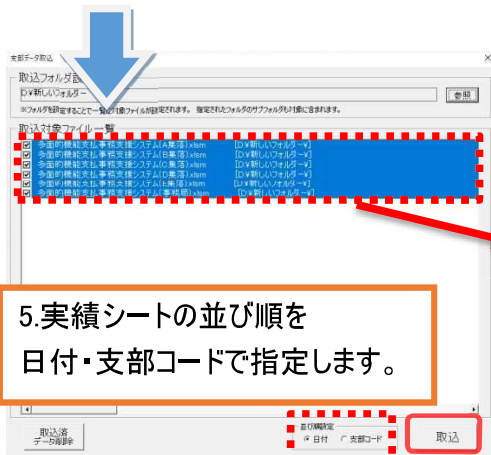 支部データ取込
取込フォルダ設
D:¥新しいフォルダー
参照
※フォルダを設定することで一覧に対象ファイルが設定されます。 指定されたフォルダのサブフォルダも対象に含まれます。
取込対象ファイル一覧
多面的機能支払事務支援システム(A集落).xlsm [D:¥新しいフォルダー¥]
多面的機能支払事務支援システム(B集落).xlsm [D:¥新しいフォルダー¥]
多面的機能支払事務支援システム(C集落).xlsm [D:¥新しいフォルダー¥]
多面的機能支払事務支援システム(D集落).xlsm [D:¥新しいフォルダー¥]
多面的機能支払事務支援システム(E集落).xlsm [D:¥新しいフォルダー¥]
多面的機能支払事務支援システム(事務局).xlsm [D:¥新しいフォルダー¥]
5.実績シートの並び順を
日付・支部コードで指定します。
取込済
データ削除
並び順設定
日付 支部コード
取込